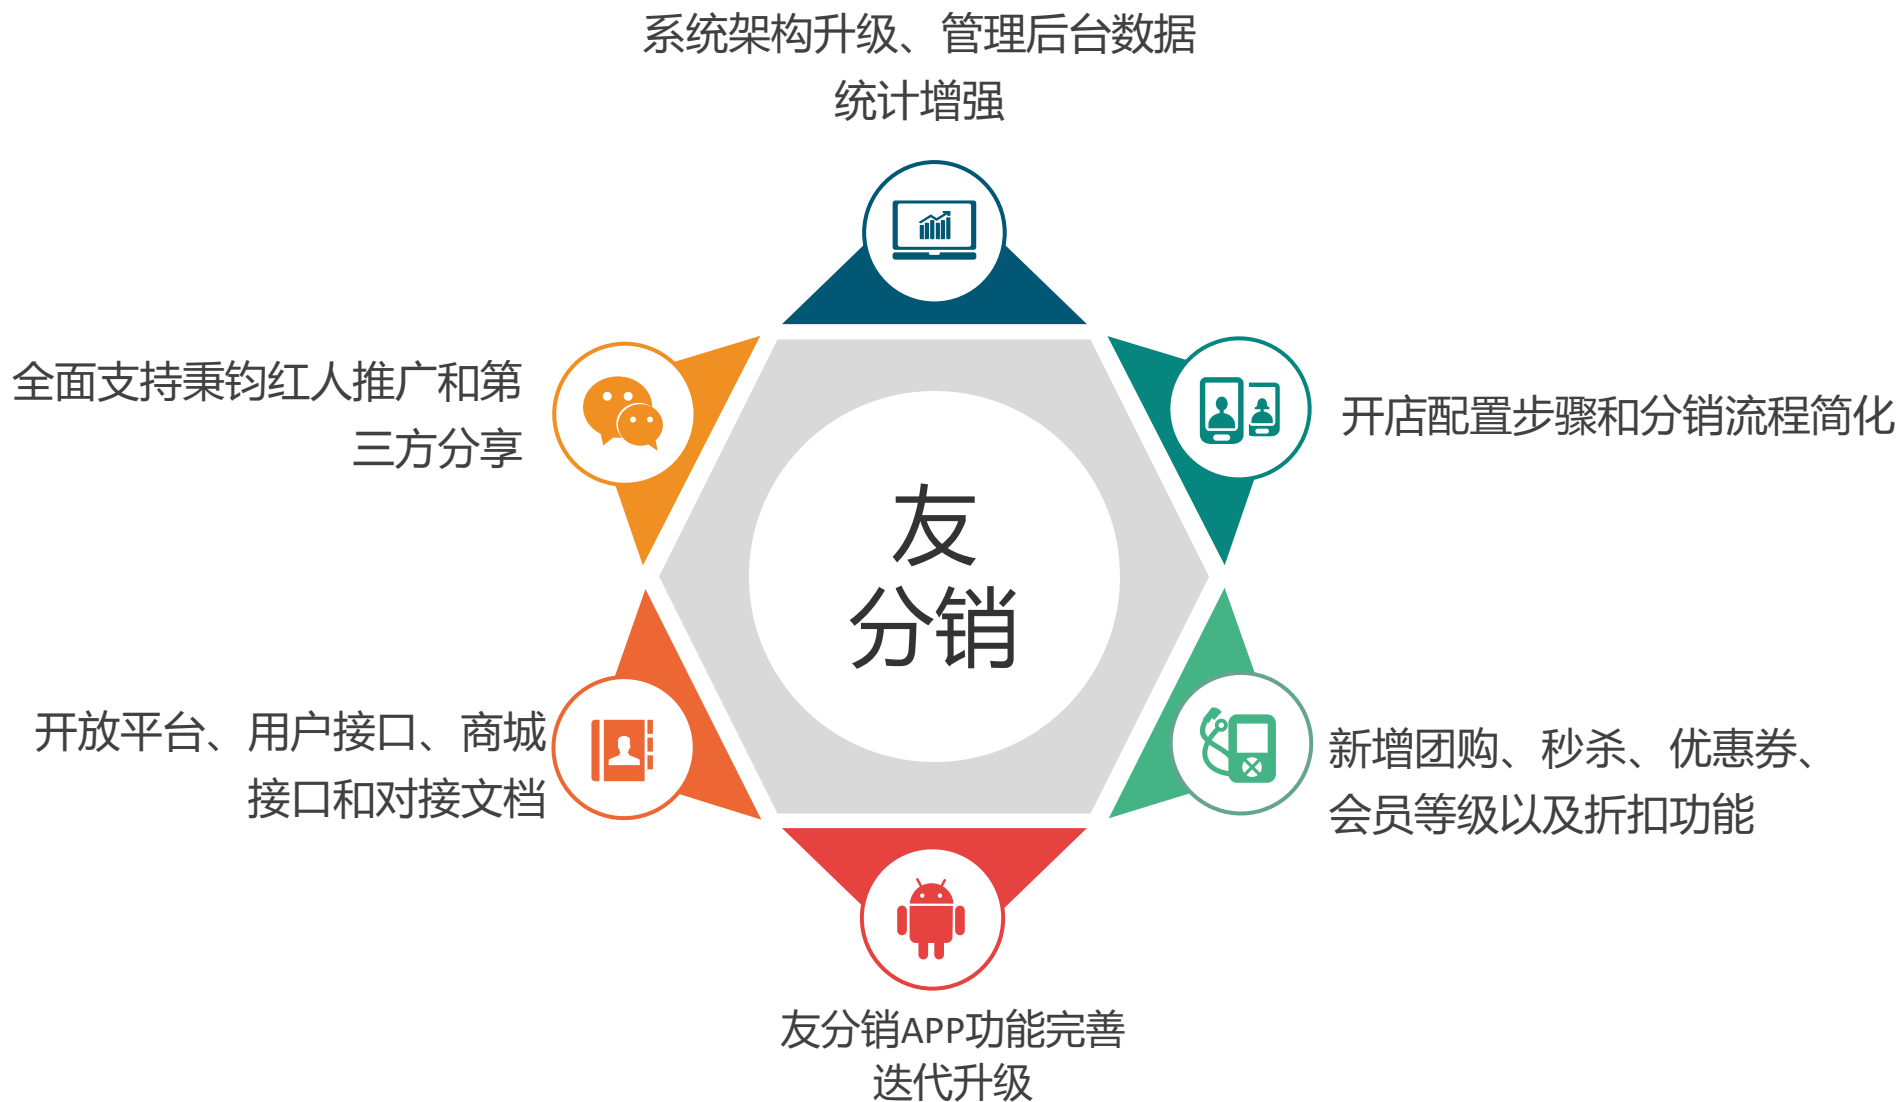 系统架构升级、管理后台数据
统计增强
全面支持秉钧红人推广和第
三方分享
开店配置步骤和分销流程简化
友
分销
开放平台、用户接口、商城
接口和对接文档
新增团购、秒杀、优惠券、
会员等级以及折扣功能
友分销APP功能完善
迭代升级